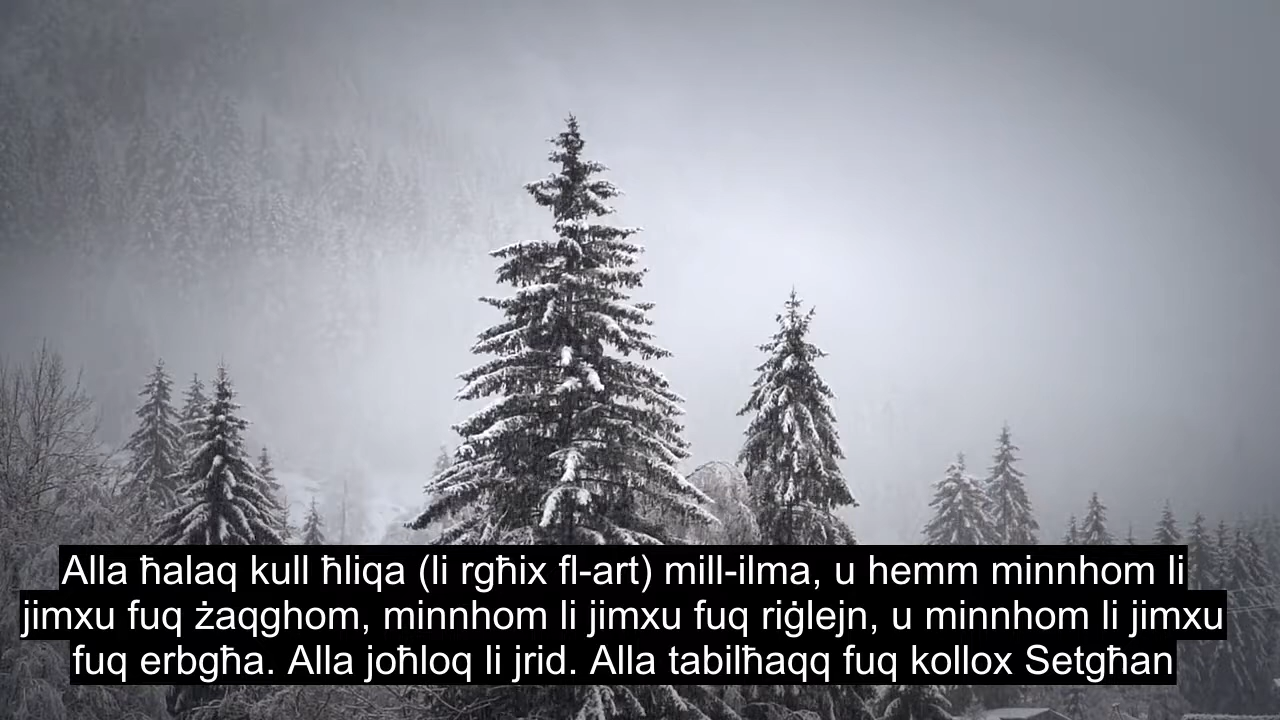 Alla ħalaq kull ħliqa (li rgħix fl-art) mill-ilma, u hemm minnhom li
jimxu fuq żaqghom, minnhom li jimxu fuq riġlejn, u minnhom li jimxu
fuq erbgħa. Alla joħloq li jrid. Alla tabilħaqq fuq kollox Setgħan